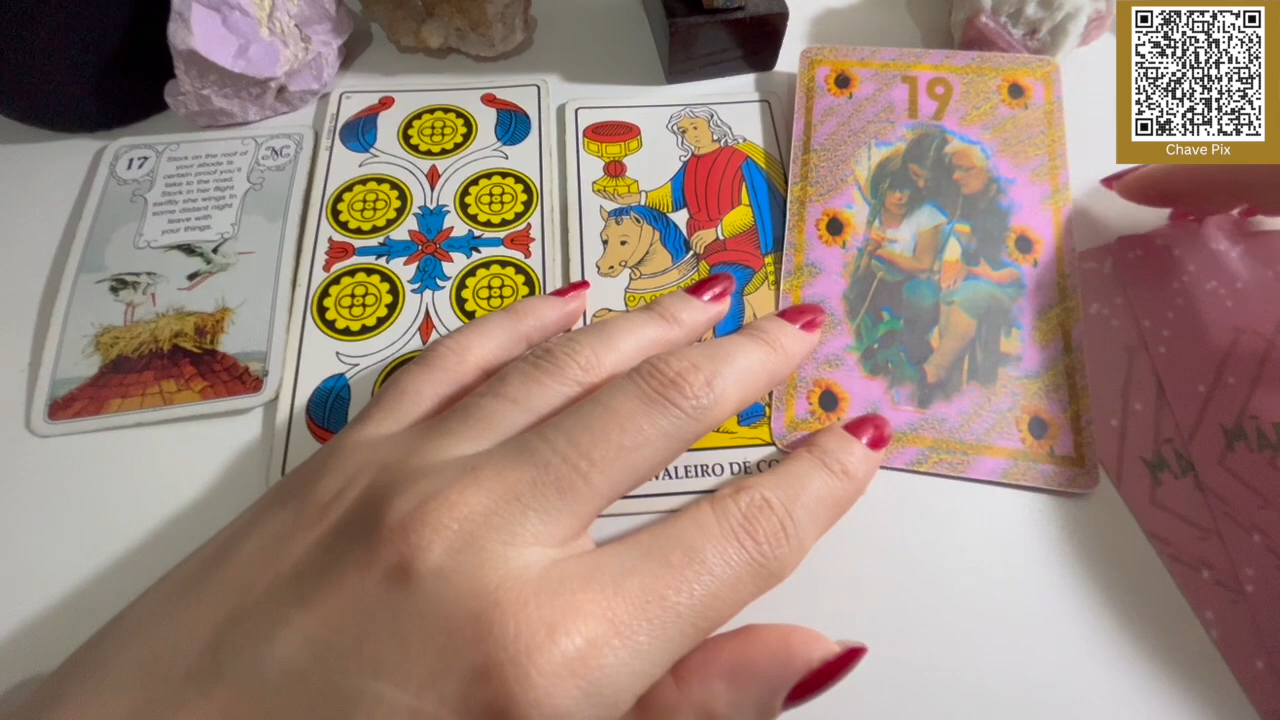 17
Stork on the roof of
your abode is
certain proof you'll
take to the road.
Stork in her flight
swiftly she wings in
some distant night
leave with
your things.
VALEIRO DE CO
19
Chave Pix
MÃ
MÃ